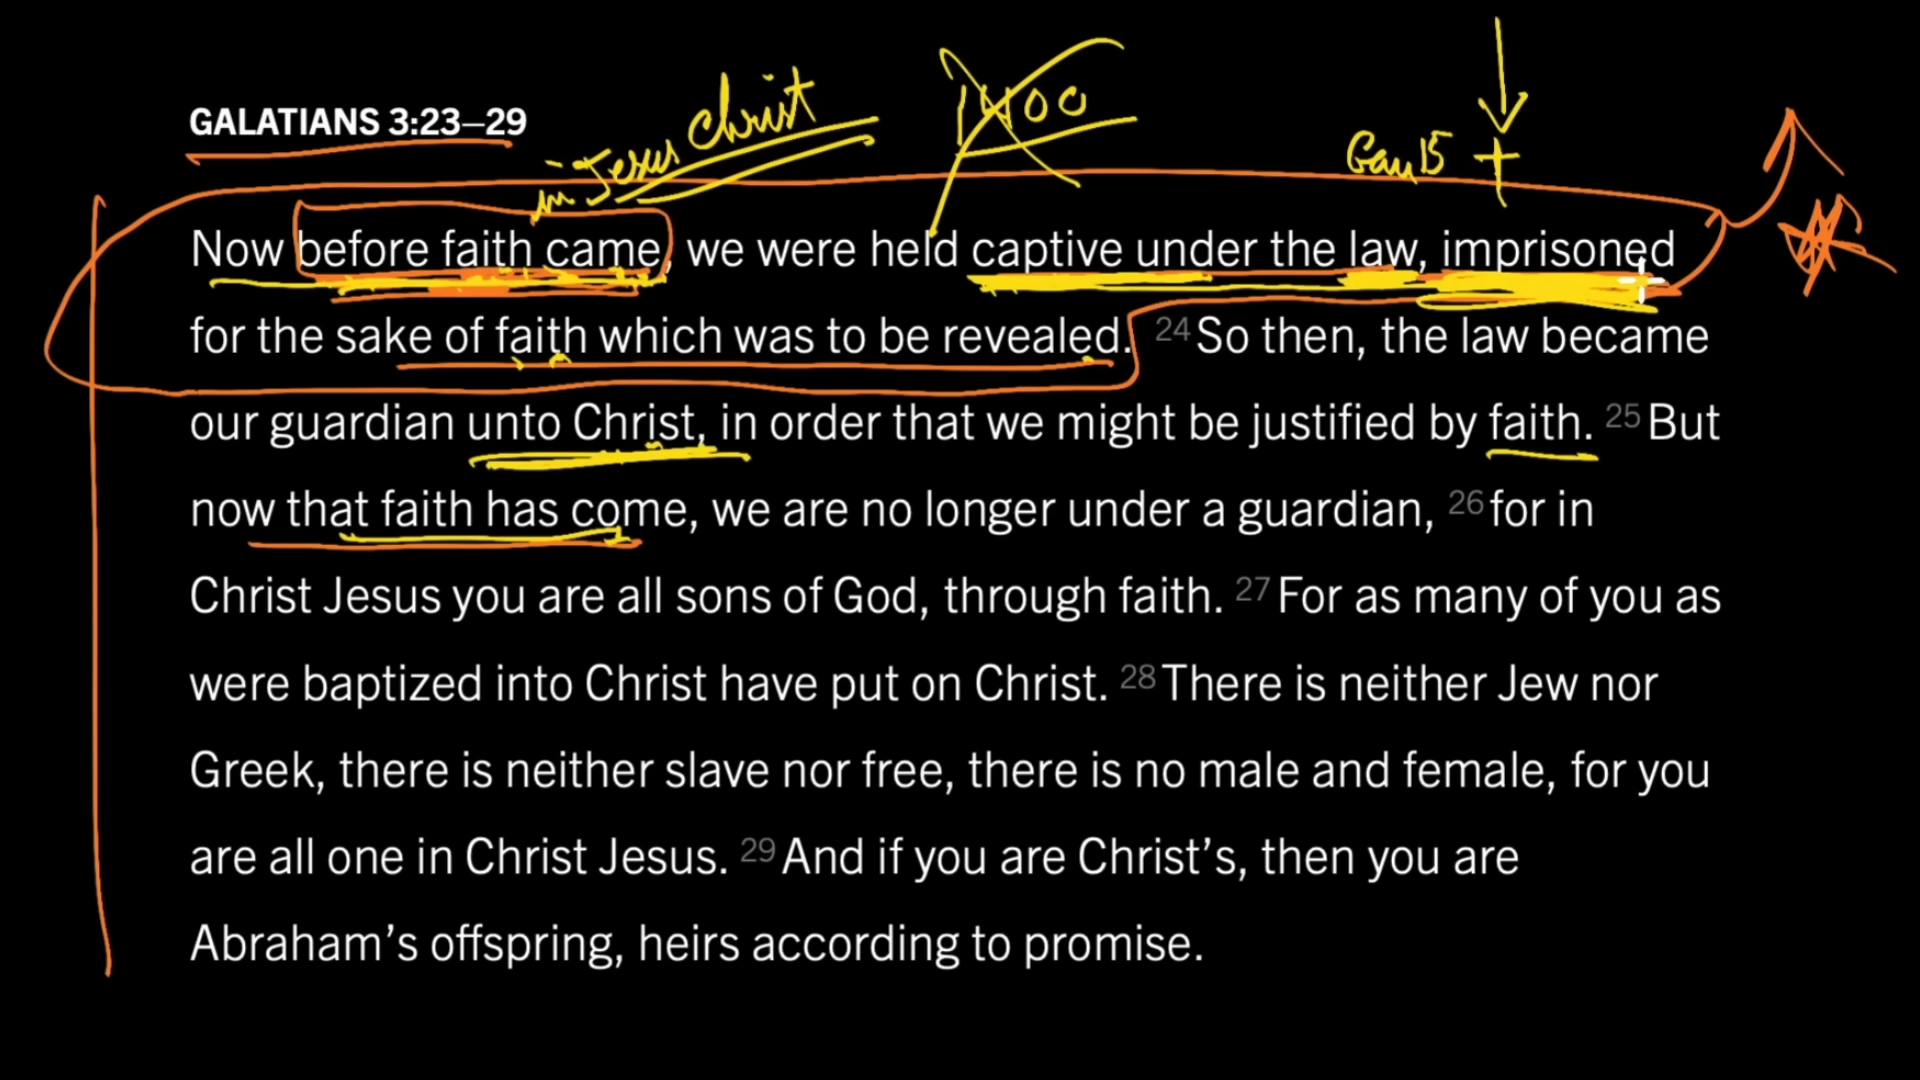 GALATIANS 3:23–29
in Jesus Christ
1400
Gen 15
Now before faith came, we were held captive under the law, imprisoned
for the sake of faith which was to be revealed. 24 So then, the law became
our guardian unto Christ, in order that we might be justified by faith. 25 But
now that faith has come, we are no longer under a guardian, 26 for in
Christ Jesus you are all sons of God, through faith. 27 For as many of you as
were baptized into Christ have put on Christ. 28 There is neither Jew nor
Greek, there is neither slave nor free, there is no male and female, for you
are all one in Christ Jesus. 29 And if you are Christ’s, then you are
Abraham’s offspring, heirs according to promise.